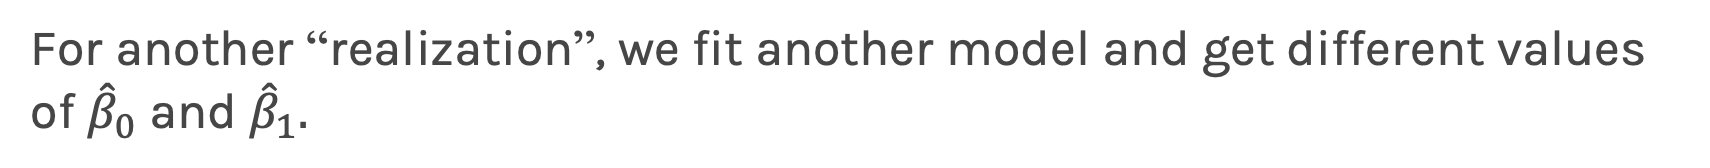 For another “realization”, we fit another model and get different values
of β̂₀ and β̂₁.